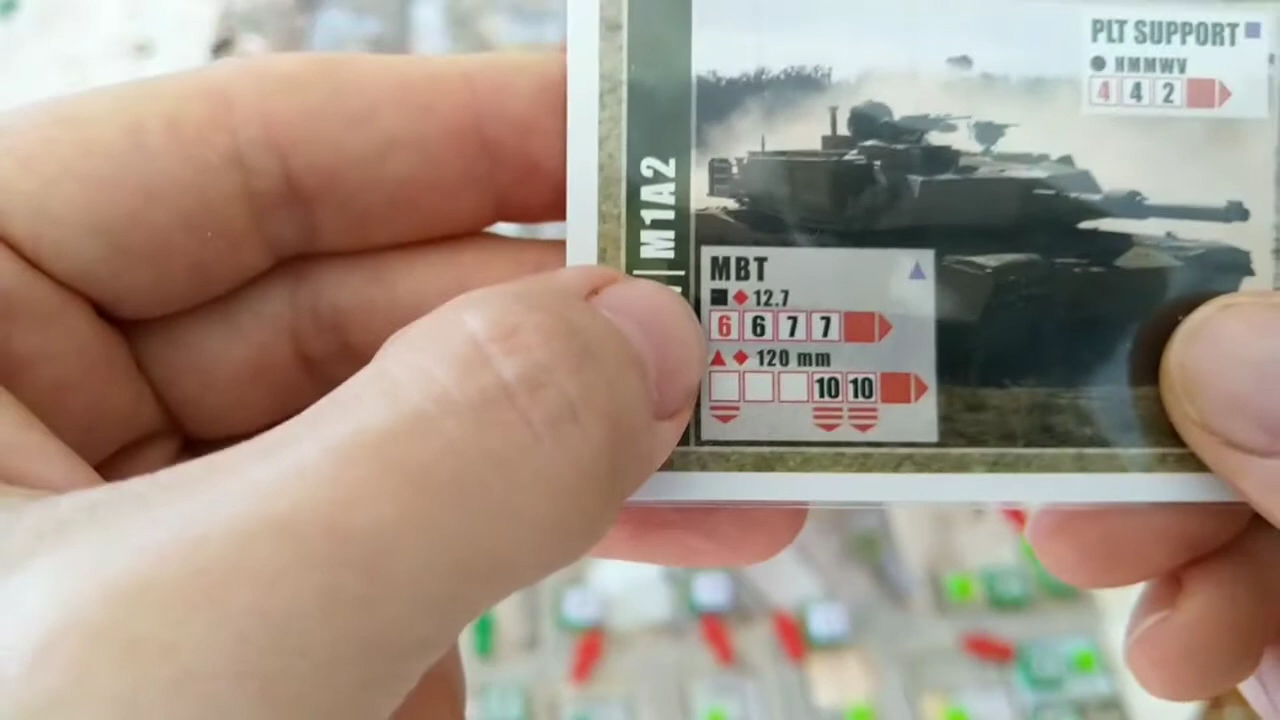 PLT SUPPORT
HMMWV
4 4 2
M1A2
MBT
12.7
6 6 7 7
120 mm
10 10